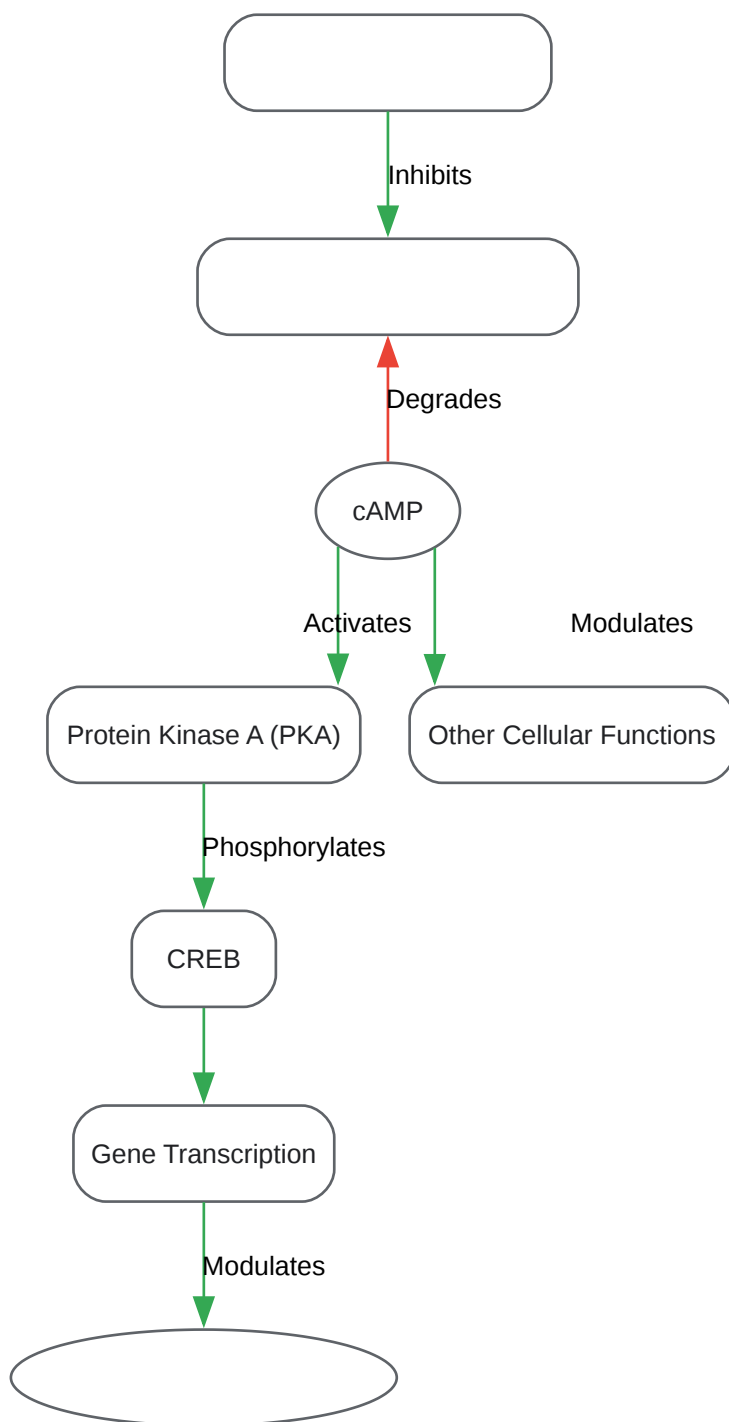 Inhibits
Degrades
cAMP
Activates
Modulates
Protein Kinase A (PKA)
Other Cellular Functions
Phosphorylates
CREB
Gene Transcription
Modulates